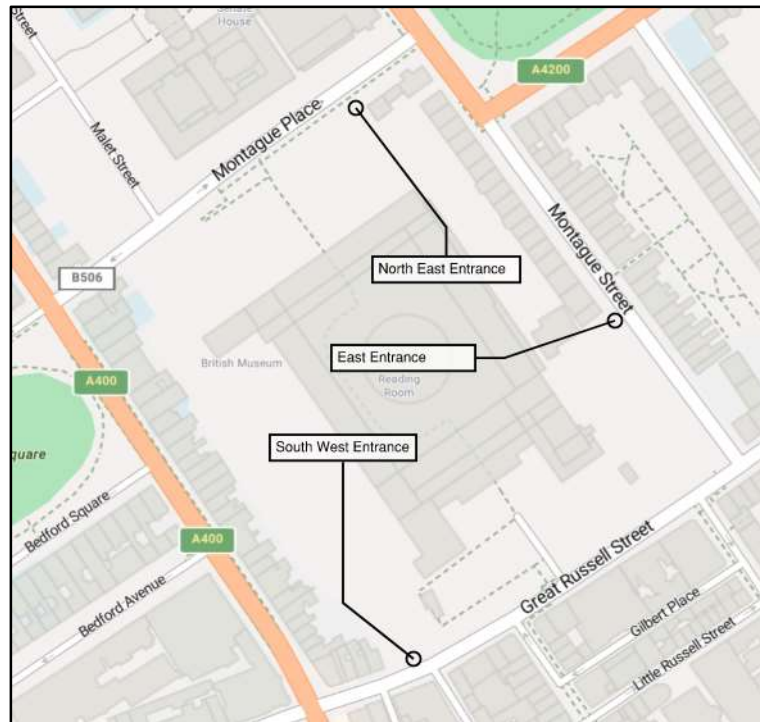 Street
Senate
House
A4200
Malet Street
Montague Place
North East Entrance
Montague Street
B506
British Museum
East Entrance
Reading
Room
A400
South West Entrance
quare
Bedford Square
A400
Bedford Avenue
Great Russell Street
Gilbert Place
Little Russell Street